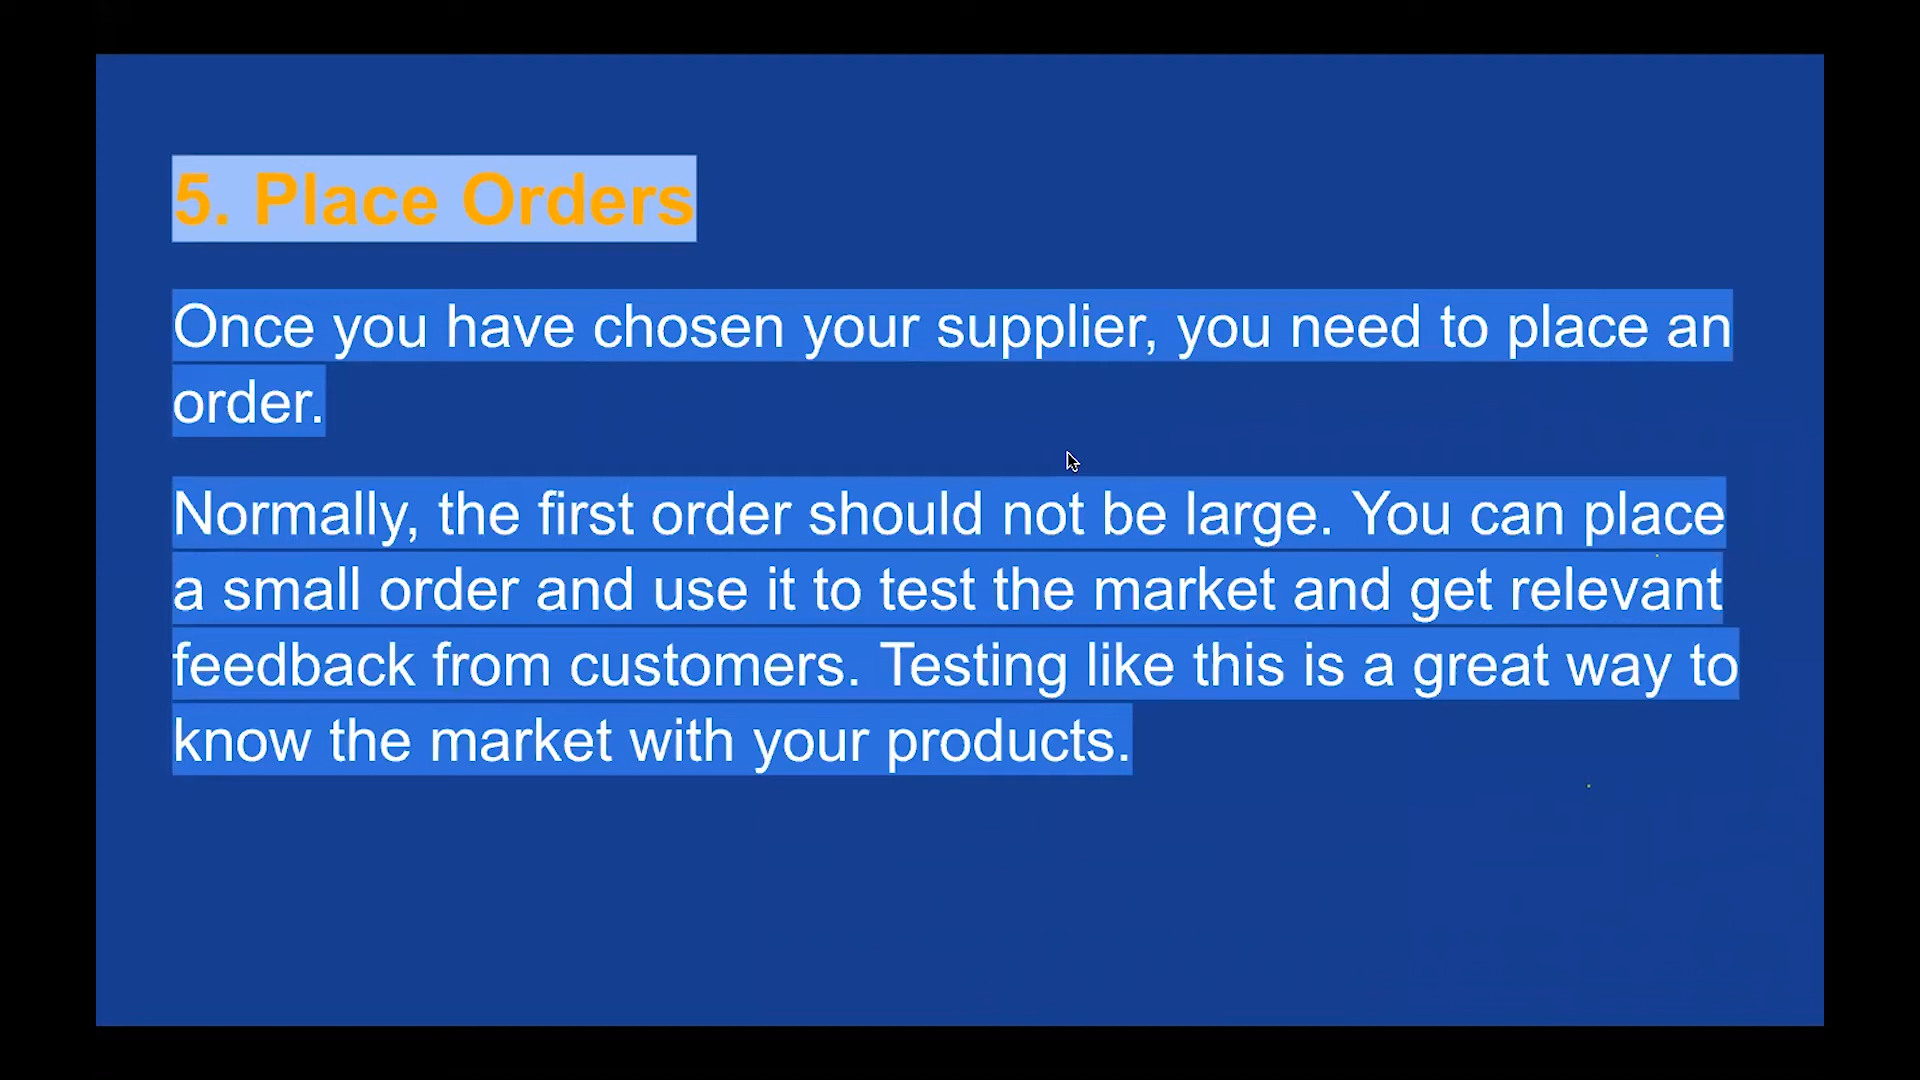 5. Place Orders
Once you have chosen your supplier, you need to place an
order.
Normally, the first order should not be large. You can place
a small order and use it to test the market and get relevant
feedback from customers. Testing like this is a great way to
know the market with your products.